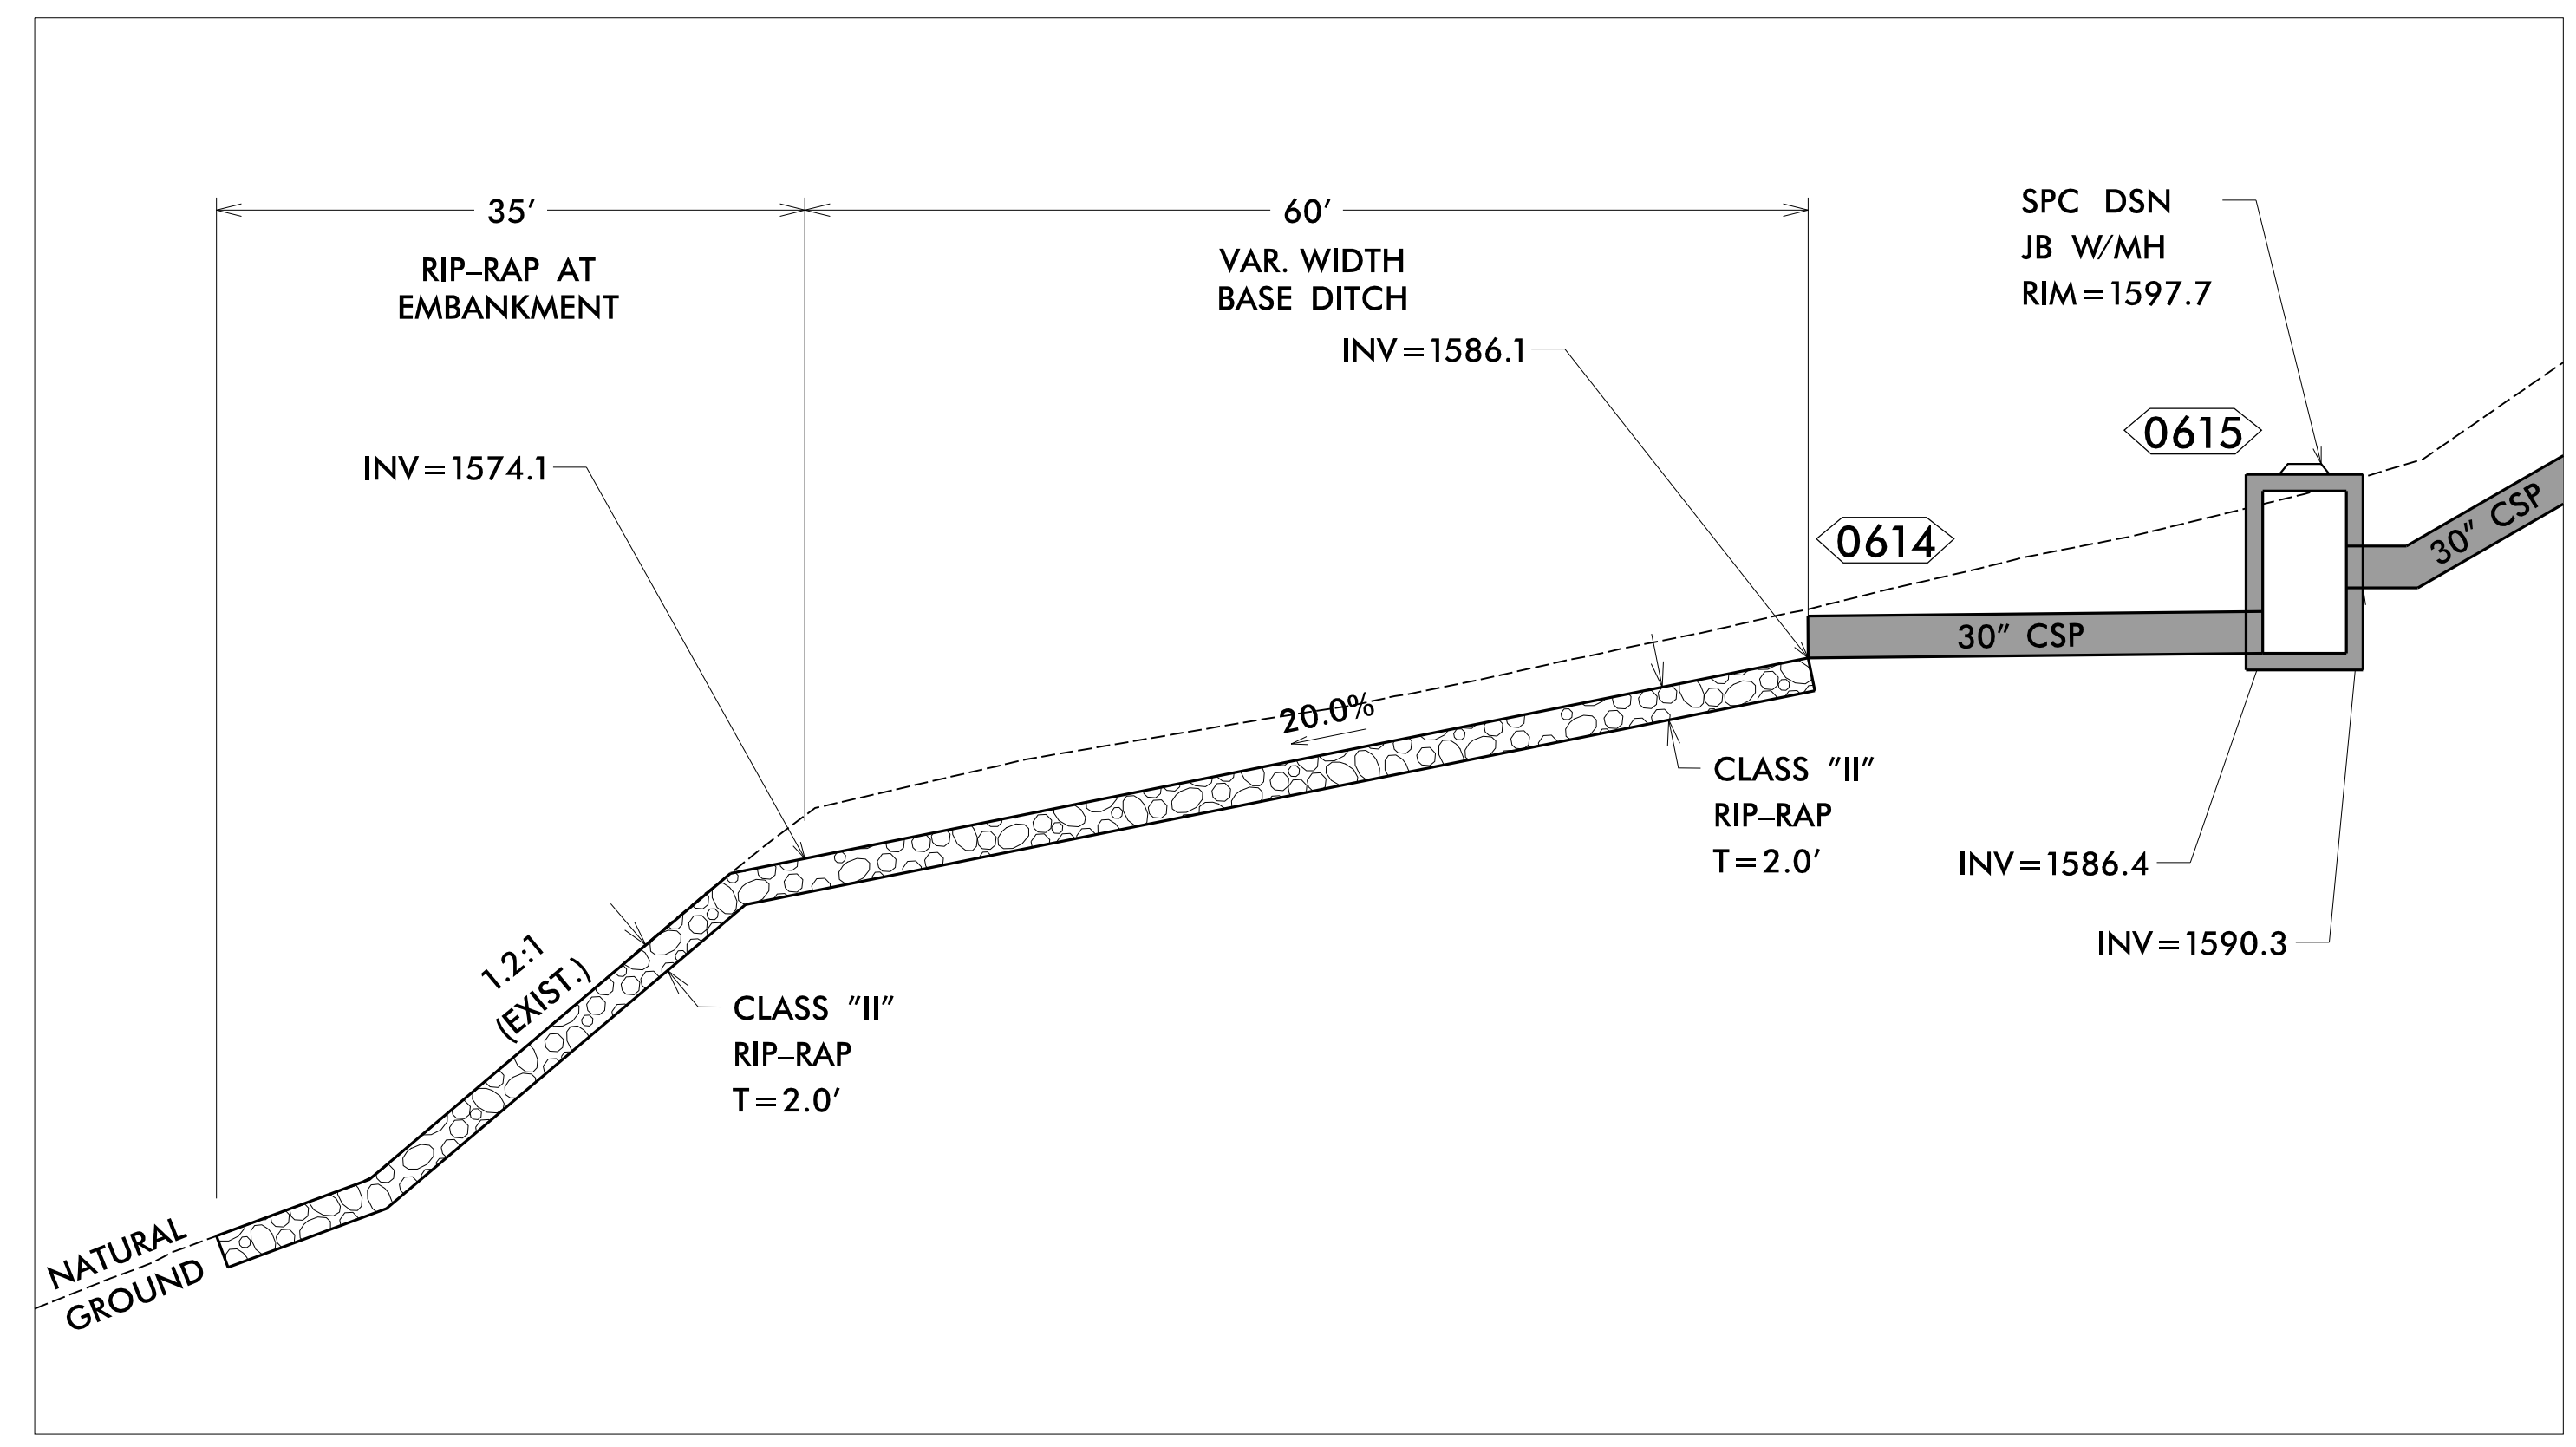 35'
RIP–RAP AT
EMBANKMENT
60'
VAR. WIDTH
BASE DITCH
SPC DSN
JB W/MH
RIM=1597.7
INV=1586.1
INV=1574.1
0615
0614
30" CSP
30" CSP
20.0%
CLASS "II"
RIP–RAP
T=2.0'
INV=1586.4
INV=1590.3
1.2:1
(EXIST.)
CLASS "II"
RIP–RAP
T=2.0'
NATURAL
GROUND